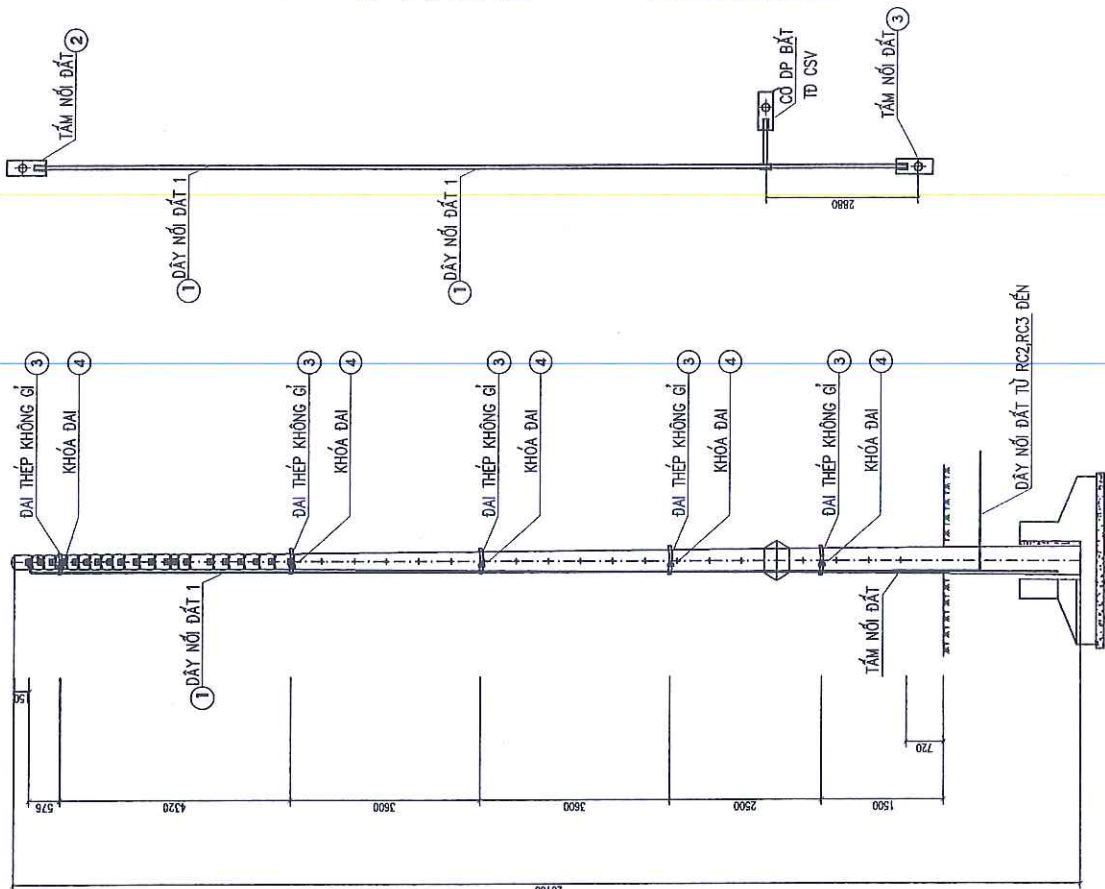 TẤM NỐI ĐẤT 2
DÂY NỐI ĐẤT 1
1
DÂY NỐI ĐẤT 1
1
CỔ DP BẮT
TĐ CSV
2880
TẤM NỐI ĐẤT 3
ĐAI THÉP KHÔNG GỈ 3
KHÓA ĐAI 4
ĐAI THÉP KHÔNG GỈ 3
KHÓA ĐAI 4
ĐAI THÉP KHÔNG GỈ 3
KHÓA ĐAI 4
ĐAI THÉP KHÔNG GỈ 3
KHÓA ĐAI 4
ĐAI THÉP KHÔNG GỈ 3
KHÓA ĐAI 4
DÂY NỐI ĐẤT TỪ RC2,RC3 ĐẾN
DÂY NỐI ĐẤT 1
1
TẤM NỐI ĐẤT
150
576
4320
3600
3600
2500
1500
720